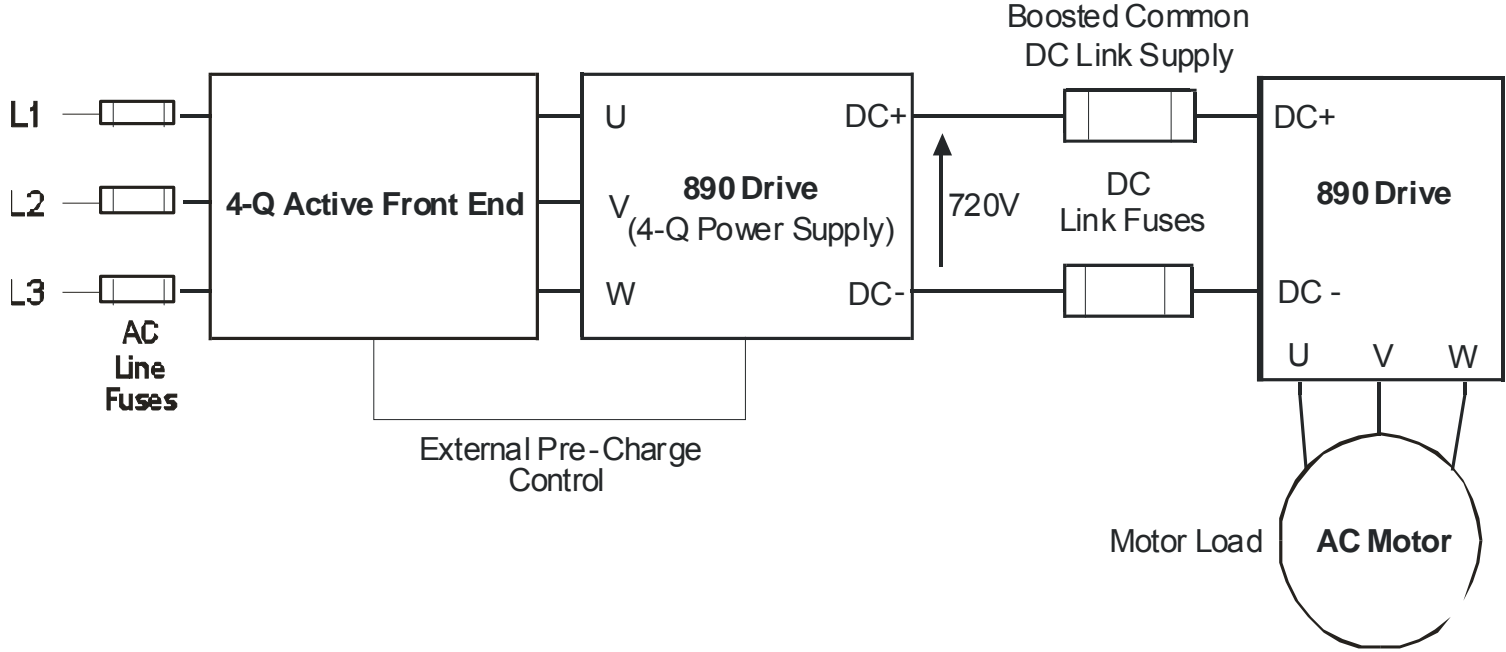 Boosted Common
DC Link Supply
L1
L2
L3
AC
Line
Fuses
4-Q Active Front End
U
V
W
890 Drive
(4-Q Power Supply)
DC+
DC-
720V
DC
Link Fuses
DC+
890 Drive
DC -
U V W
External Pre-Charge
Control
Motor Load
AC Motor